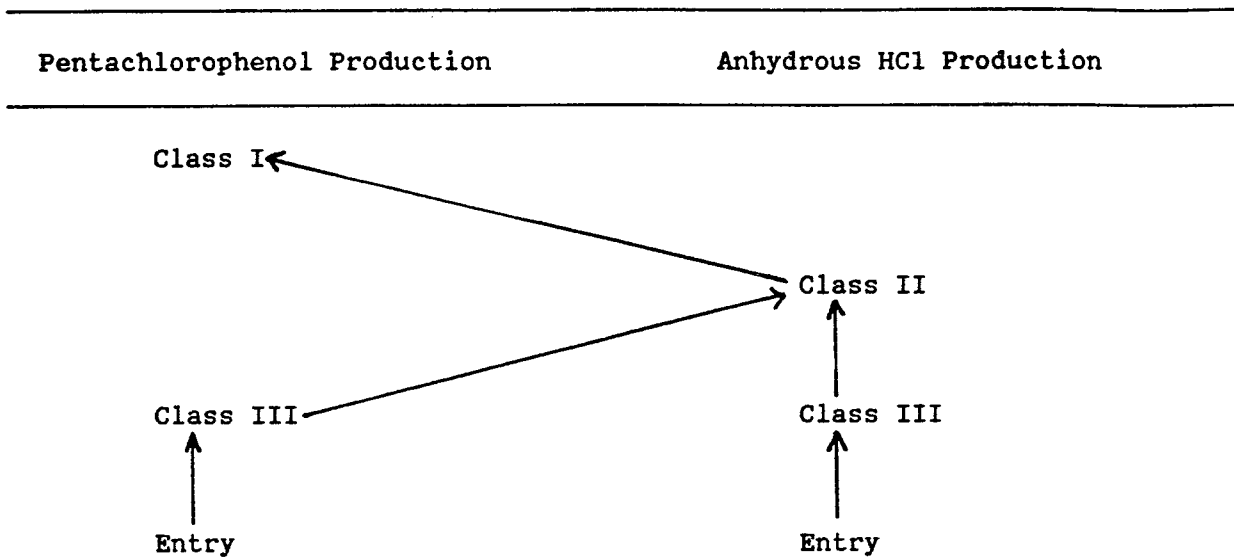 Pentachlorophenol Production Anhydrous HCl Production
Class I
Class II
Class III Class III
Entry Entry